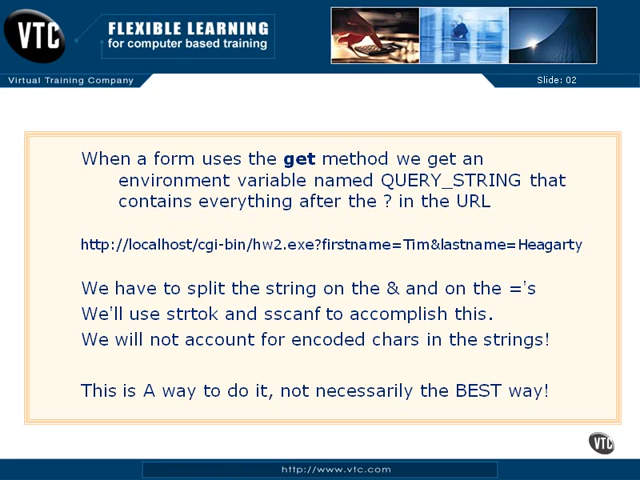 VTC
FLEXIBLE LEARNING
for computer based training
Virtual Training Company
Slide: 02
When a form uses the get method we get an
environment variable named QUERY_STRING that
contains everything after the ? in the URL
http://localhost/cgi-bin/hw2.exe?firstname=Tim&lastname=Heagarty
We have to split the string on the & and on the ='s
We'll use strtok and sscanf to accomplish this.
We will not account for encoded chars in the strings!
This is A way to do it, not necessarily the BEST way!
VTC
http://www.vtc.com